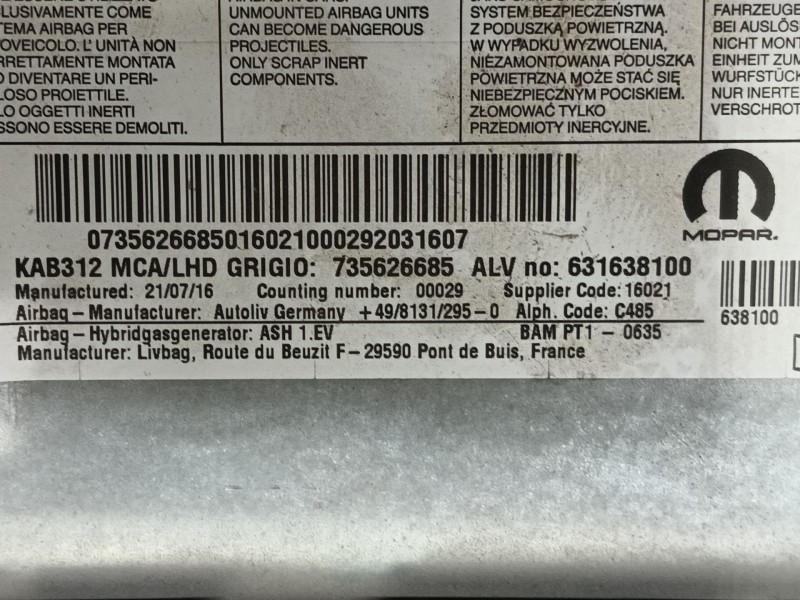 LUSIVAMENTE COME
TEMA AIRBAG PER
OVEICOLO. L' UNITÀ NON
RRETTAMENTE MONTATA
DIVENTARE UN PERI-
LOSO PROIETTILE.
O OGGETTI INERTI
SSONO ESSERE DEMOLITI.
UNMOUNTED AIRBAG UNITS
CAN BECOME DANGEROUS
PROJECTILES.
ONLY SCRAP INERT
COMPONENTS.
SYSTEM BEZPIECZEŃSTWA
Z PODUSZKĄ POWIETRZNĄ.
W WYPADKU WYZWOLENIA,
NIEZAMONTOWANA PODUSZKA
POWIETRZNA MOŻE STAĆ SIĘ
NIEBEZPIECZNYM POCISKIEM.
ZŁOMOWAĆ TYLKO
PRZEDMIOTY INERCYJNE.
FAHRZEUGE
BEI AUSLÖS
NICHT MONT
EINHEIT ZUM
WURFSTÜCK
NUR INERTE
VERSCHROT
0735626685016021000292031607
MOPAR.
KAB312 MCA/LHD GRIGIO: 735626685 ALV no: 631638100
Manufactured: 21/07/16 Counting number: 00029 Supplier Code: 16021
Airbag - Manufacturer: Autoliv Germany +49/8131/295-0 Alph. Code: C485
638100
Airbag - Hybridgasgenerator: ASH 1.EV BAM PT1 - 0635
Manufacturer: Livbag, Route du Beuzit F-29590 Pont de Buis, France